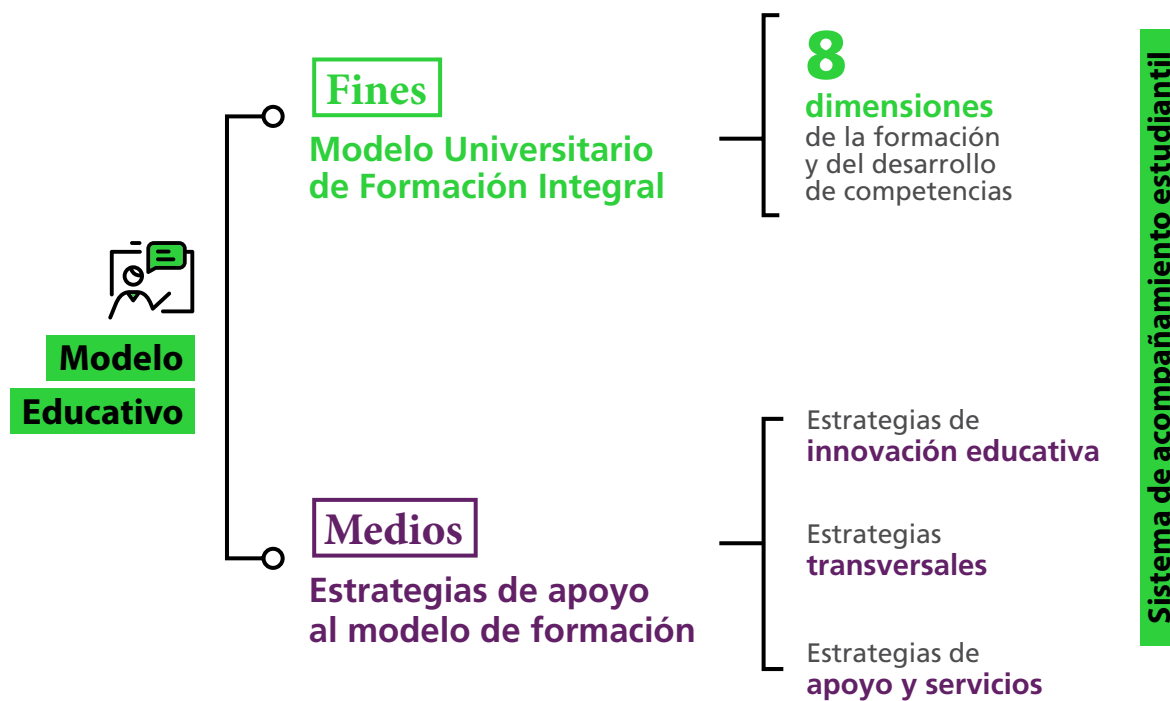 Modelo
Educativo
Fines
Modelo Universitario
de Formación Integral
8
dimensiones
de la formación
y del desarrollo
de competencias
Medios
Estrategias de apoyo
al modelo de formación
Estrategias de
innovación educativa
Estrategias
transversales
Estrategias de
apoyo y servicios
Sistema de acompañamiento estudiantil